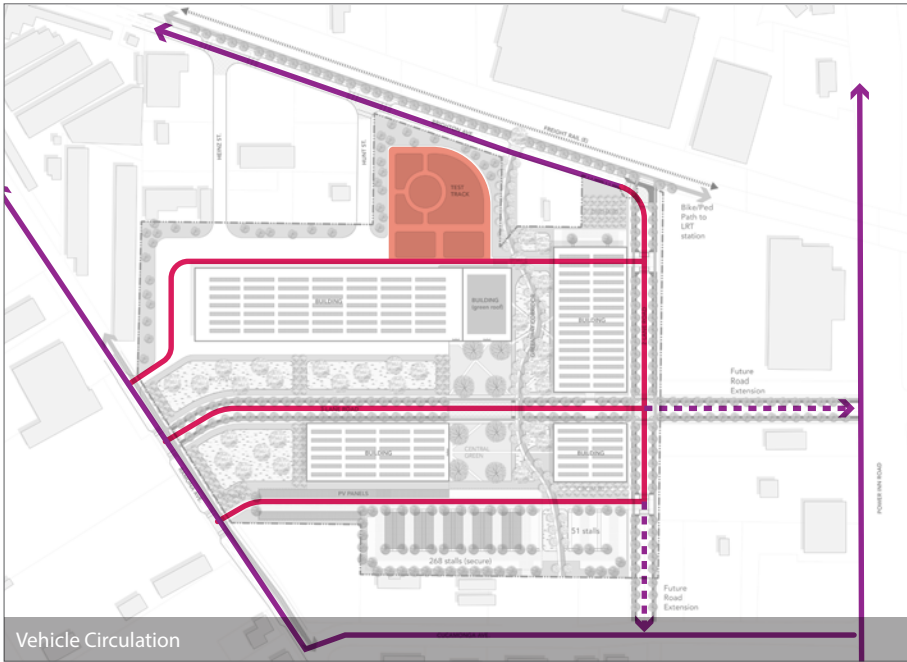 FREIGHT RAIL (E)
HEINZ ST.
HUNT ST.
TEST
TRACK
Bike/Ped
Path to
LRT
station
BUILDING
BUILDING
(green roof)
BUILDING
Future
Road
Extension
BUILDING
CENTRAL
GREEN
BUILDING
PV PANELS
POWER INN ROAD
51 stalls
268 stalls (secure)
Future
Road
Extension
Vehicle Circulation